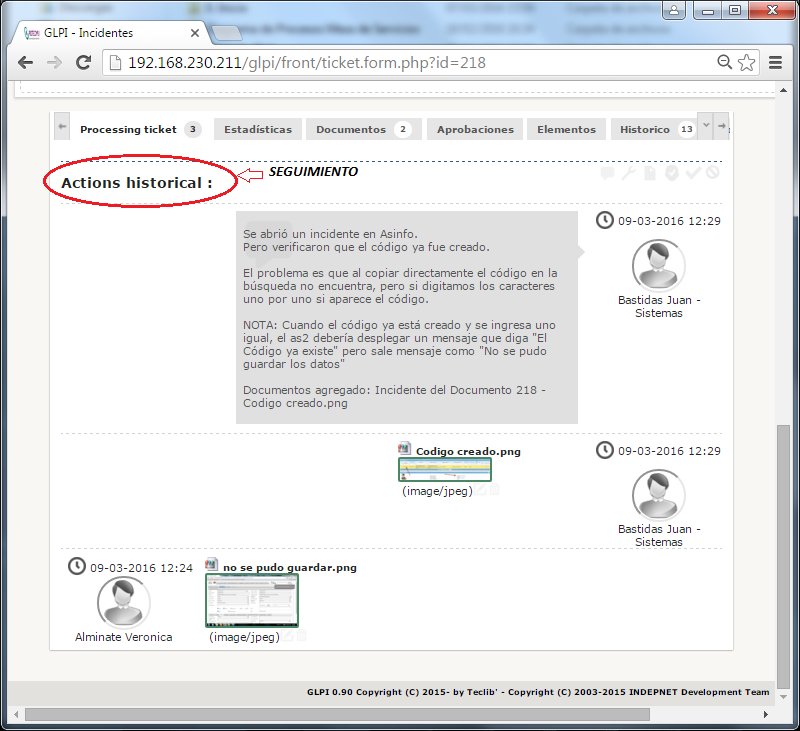 GLPI - Incidentes
192.168.230.211/glpi/front/ticket.form.php?id=218
Processing ticket 3 Estadísticas Documentos 2 Aprobaciones Elementos Historico 13
Actions historical :
SEGUIMIENTO
Se abrió un incidente en Asinfo.
Pero verificaron que el código ya fue creado.
El problema es que al copiar directamente el código en la
búsqueda no encuentra, pero si digitamos los caracteres
uno por uno si aparece el código.
NOTA: Cuando el código ya está creado y se ingresa uno
igual, el as2 debería desplegar un mensaje que diga "El
Código ya existe" pero sale mensaje como "No se pudo
guardar los datos"
Documentos agregado: Incidente del Documento 218 -
Codigo creado.png
09-03-2016 12:29
Bastidas Juan -
Sistemas
Codigo creado.png
(image/jpeg)
09-03-2016 12:29
Bastidas Juan -
Sistemas
09-03-2016 12:24
Alminate Veronica
no se pudo guardar.png
(image/jpeg)
GLPI 0.90 Copyright (C) 2015- by Teclib' - Copyright (C) 2003-2015 INDEPNET Development Team